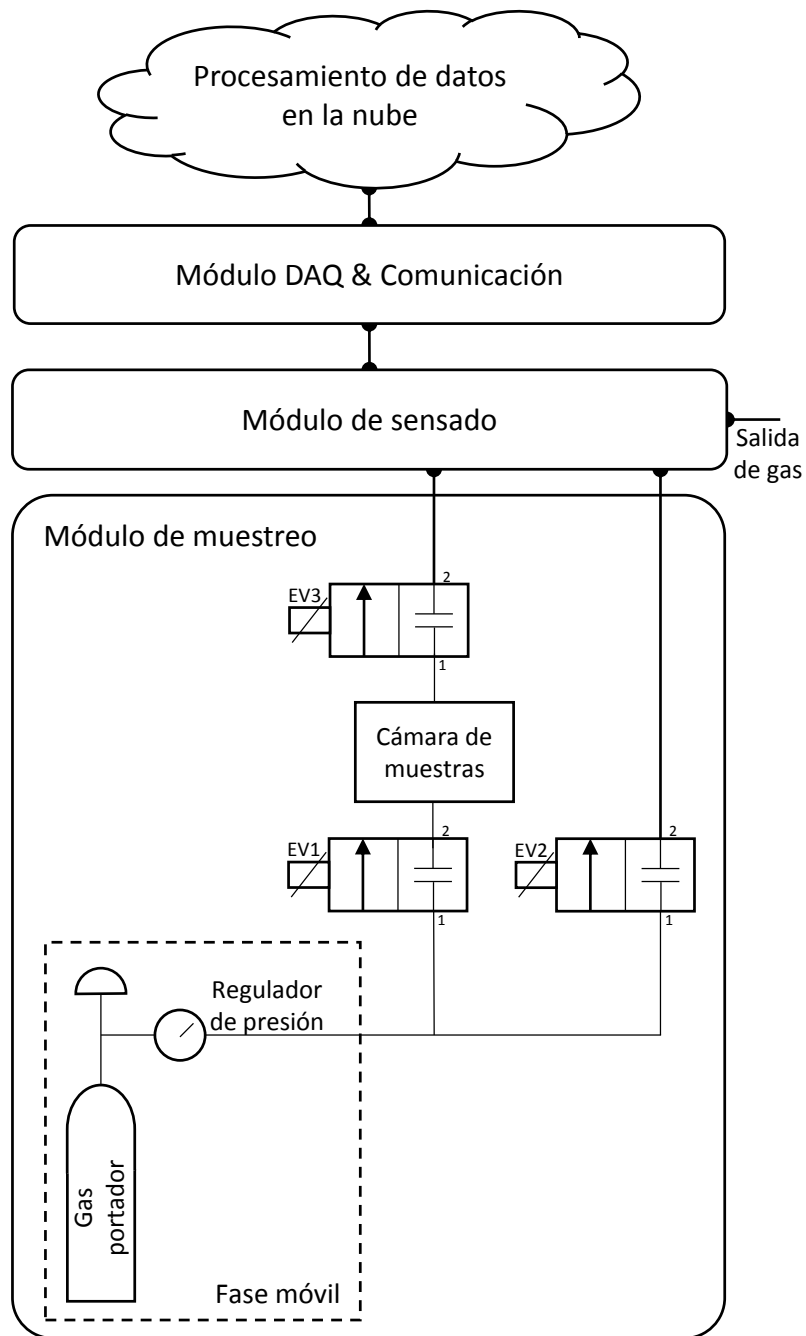 Procesamiento de datos
en la nube
Módulo DAQ & Comunicación
Módulo de sensado
Salida
de gas
Módulo de muestreo
EV3
2
1
Cámara de
muestras
EV1
2
1
EV2
2
1
Regulador
de presión
Gas
portador
Fase móvil